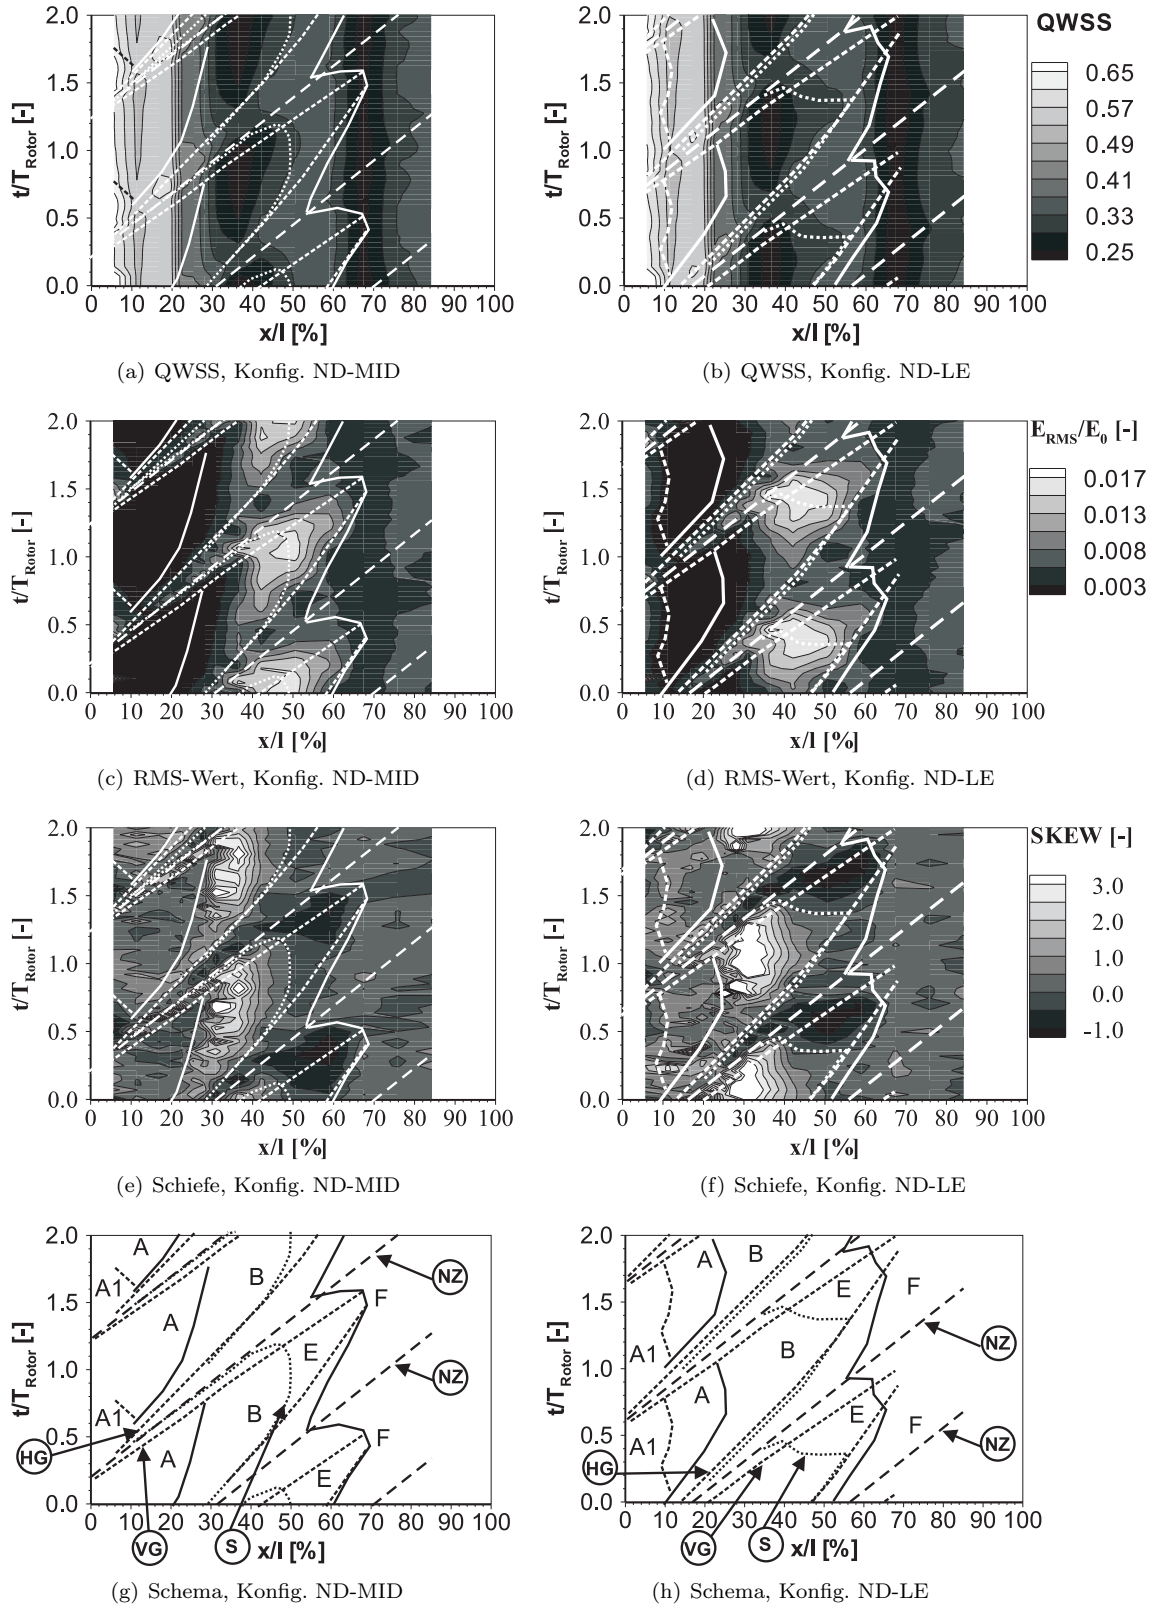 QWSS
0.65
0.57
0.49
0.41
0.33
0.25
t/T_Rotor [-]
2.0
1.5
1.0
0.5
0.0
0 10 20 30 40 50 60 70 80 90 100
x/l [%]
(a) QWSS, Konfig. ND-MID
t/T_Rotor [-]
2.0
1.5
1.0
0.5
0.0
0 10 20 30 40 50 60 70 80 90 100
x/l [%]
(b) QWSS, Konfig. ND-LE
E_RMS/E_0 [-]
0.017
0.013
0.008
0.003
t/T_Rotor [-]
2.0
1.5
1.0
0.5
0.0
0 10 20 30 40 50 60 70 80 90 100
x/l [%]
(c) RMS-Wert, Konfig. ND-MID
t/T_Rotor [-]
2.0
1.5
1.0
0.5
0.0
0 10 20 30 40 50 60 70 80 90 100
x/l [%]
(d) RMS-Wert, Konfig. ND-LE
SKEW [-]
3.0
2.0
1.0
0.0
-1.0
t/T_Rotor [-]
2.0
1.5
1.0
0.5
0.0
0 10 20 30 40 50 60 70 80 90 100
x/l [%]
(e) Schiefe, Konfig. ND-MID
t/T_Rotor [-]
2.0
1.5
1.0
0.5
0.0
0 10 20 30 40 50 60 70 80 90 100
x/l [%]
(f) Schiefe, Konfig. ND-LE
t/T_Rotor [-]
2.0
1.5
1.0
0.5
0.0
A
A1
B
NZ
F
A
E
NZ
A1
B
F
HG
A
E
0 10 20 30 40 50 60 70 80 90 100
VG
S
x/l [%]
(g) Schema, Konfig. ND-MID
t/T_Rotor [-]
2.0
1.5
1.0
0.5
0.0
A
B
E
F
NZ
A1
B
A
E
F
A1
NZ
HG
0 10 20 30 40 50 60 70 80 90 100
VG
S
x/l [%]
(h) Schema, Konfig. ND-LE